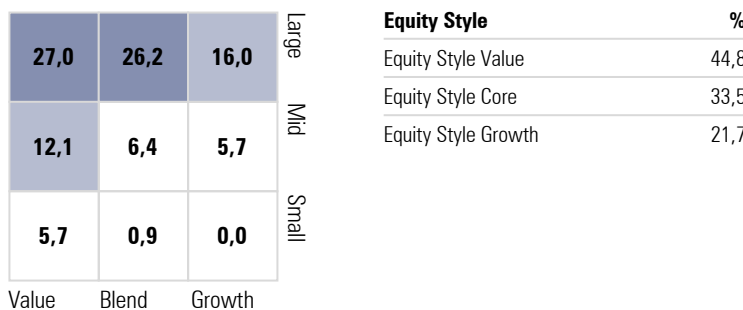 27,0 26,2 16,0 Large
12,1 6,4 5,7 Mid
5,7 0,9 0,0 Small
Value Blend Growth
Equity Style %
Equity Style Value 44,8
Equity Style Core 33,5
Equity Style Growth 21,7